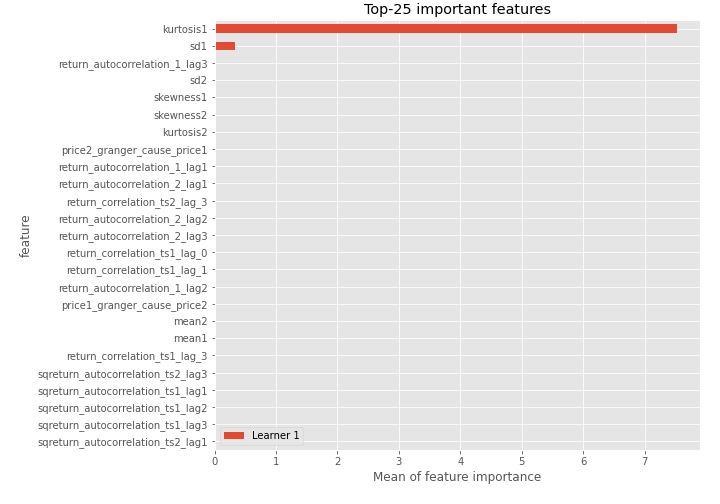 Top-25 important features
kurtosis1
sd1
return_autocorrelation_1_lag3
sd2
skewness1
skewness2
kurtosis2
price2_granger_cause_price1
return_autocorrelation_1_lag1
return_autocorrelation_2_lag1
return_correlation_ts2_lag_3
return_autocorrelation_2_lag2
return_autocorrelation_2_lag3
return_correlation_ts1_lag_0
return_correlation_ts1_lag_1
return_autocorrelation_1_lag2
price1_granger_cause_price2
mean2
mean1
return_correlation_ts1_lag_3
sqreturn_autocorrelation_ts2_lag3
sqreturn_autocorrelation_ts1_lag1
sqreturn_autocorrelation_ts1_lag2
sqreturn_autocorrelation_ts1_lag3
sqreturn_autocorrelation_ts2_lag1
feature
Learner 1
0 1 2 3 4 5 6 7
Mean of feature importance